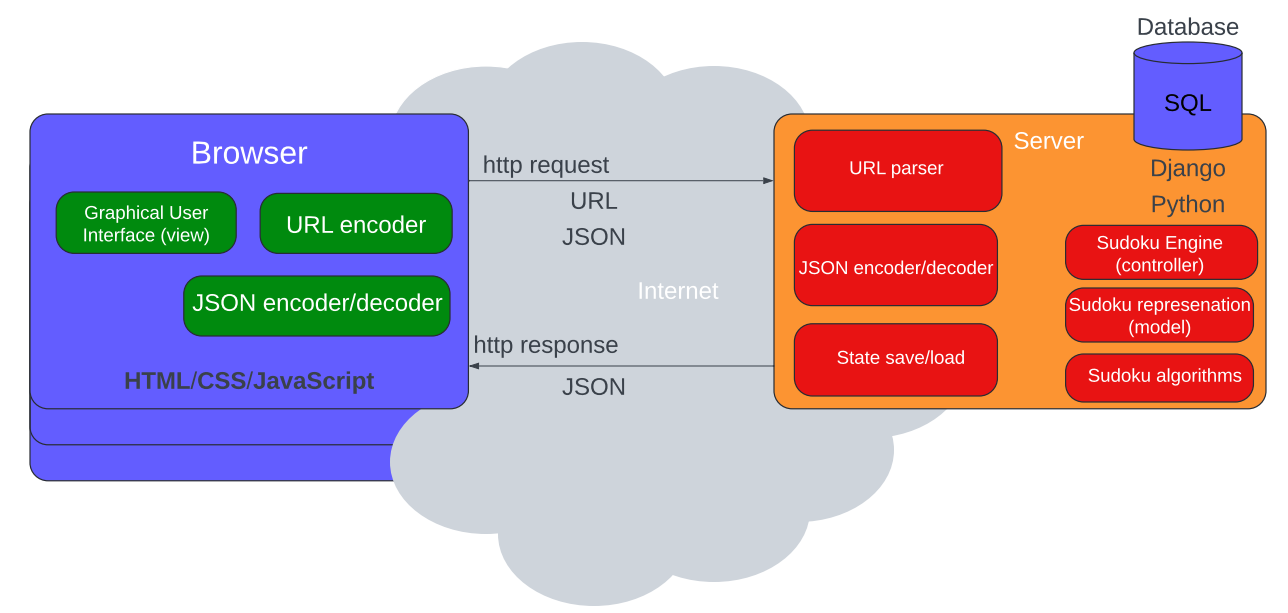 Database
SQL
Browser
Graphical User
Interface (view)
URL encoder
JSON encoder/decoder
HTML/CSS/JavaScript
http request
URL
JSON
Internet
http response
JSON
Server
URL parser
JSON encoder/decoder
State save/load
Django
Python
Sudoku Engine
(controller)
Sudoku represenation
(model)
Sudoku algorithms